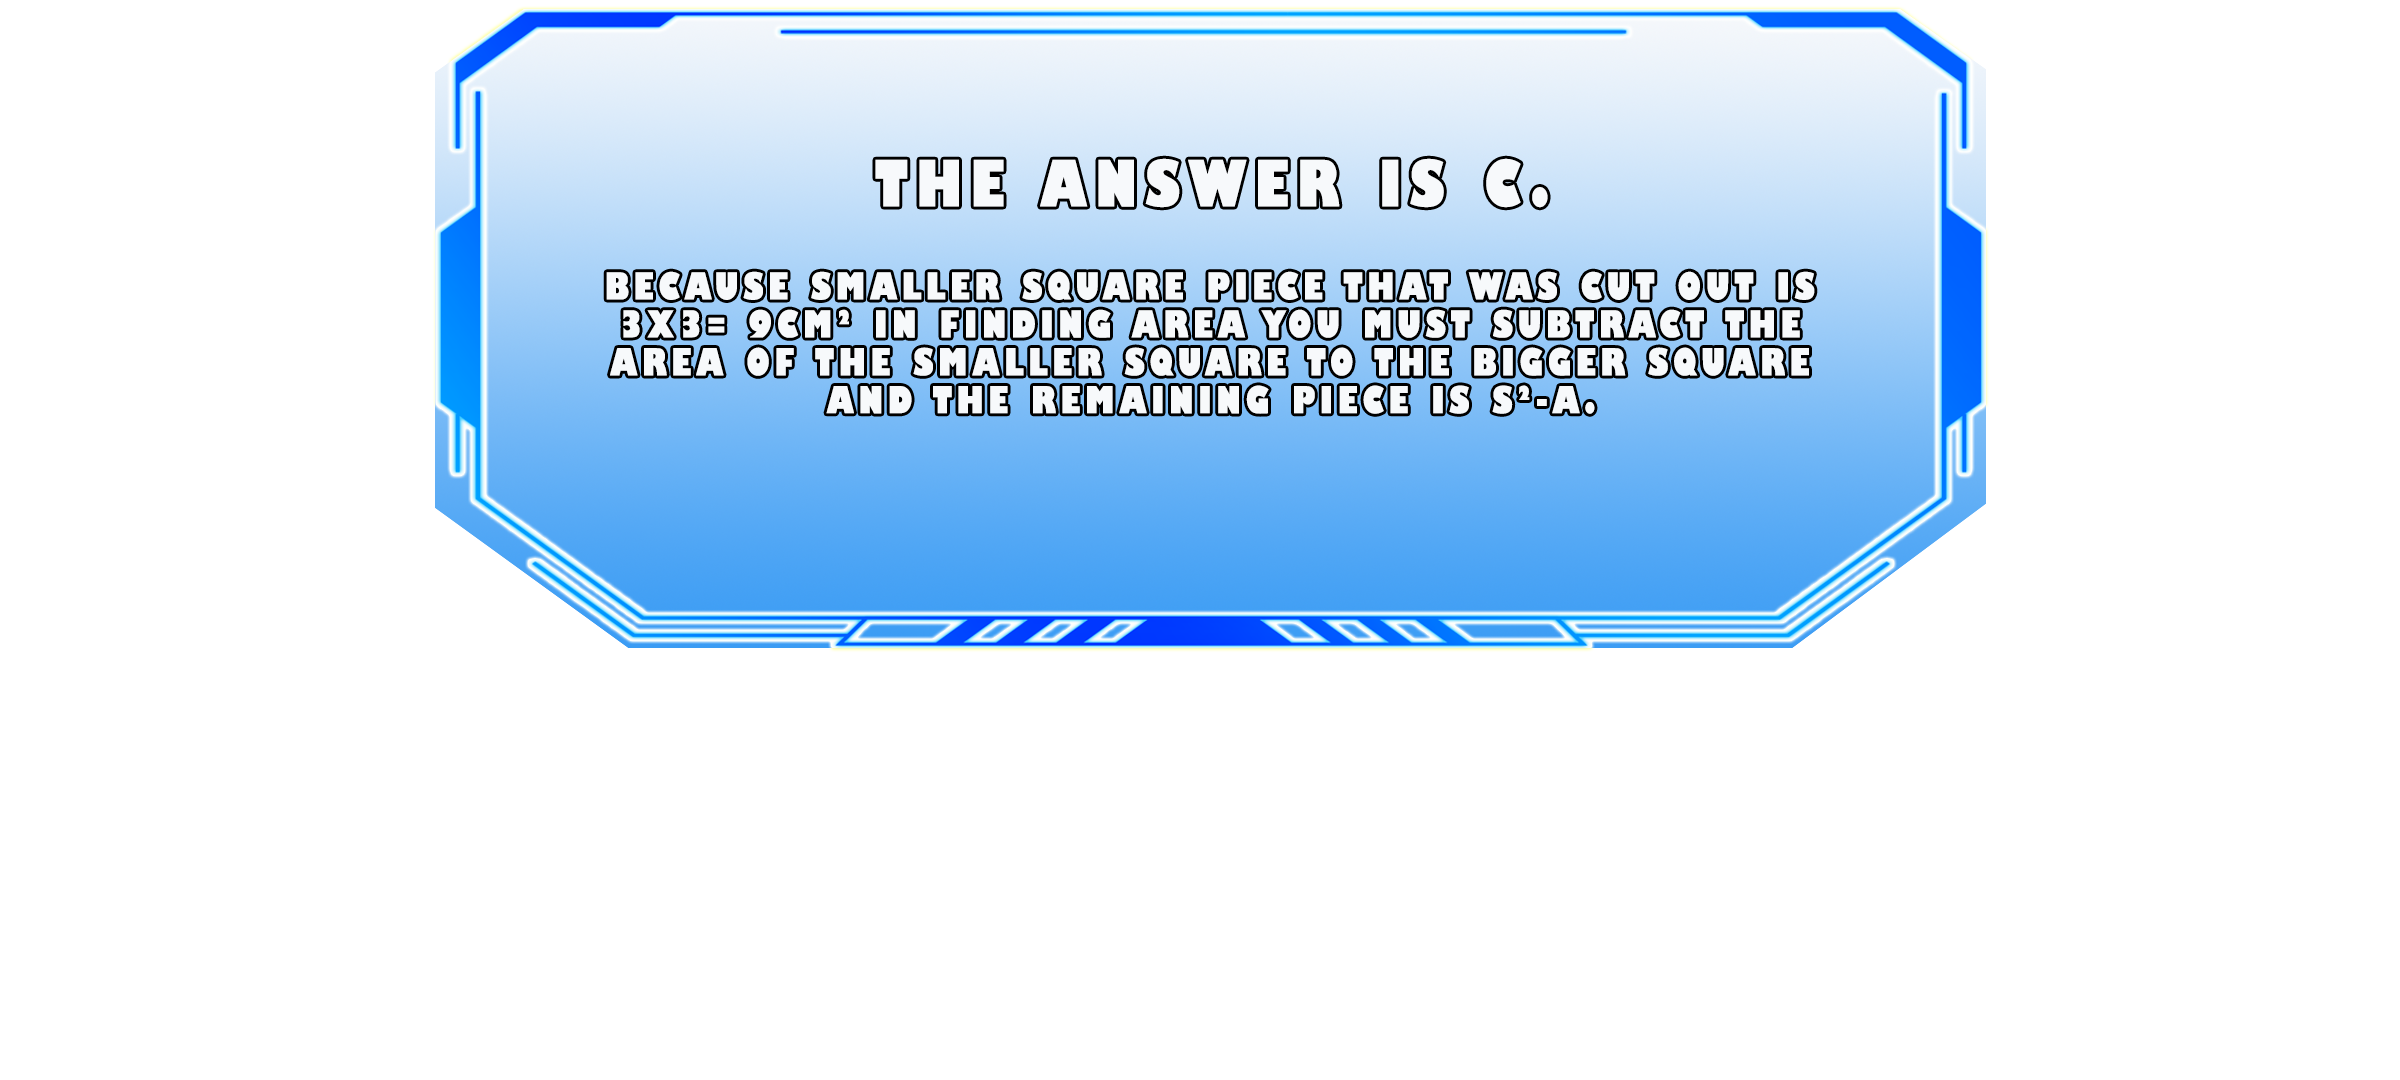 THE ANSWER IS C.
BECAUSE SMALLER SQUARE PIECE THAT WAS CUT OUT IS
3X3= 9CM² IN FINDING AREA YOU MUST SUBTRACT THE
AREA OF THE SMALLER SQUARE TO THE BIGGER SQUARE
AND THE REMAINING PIECE IS S²-A.